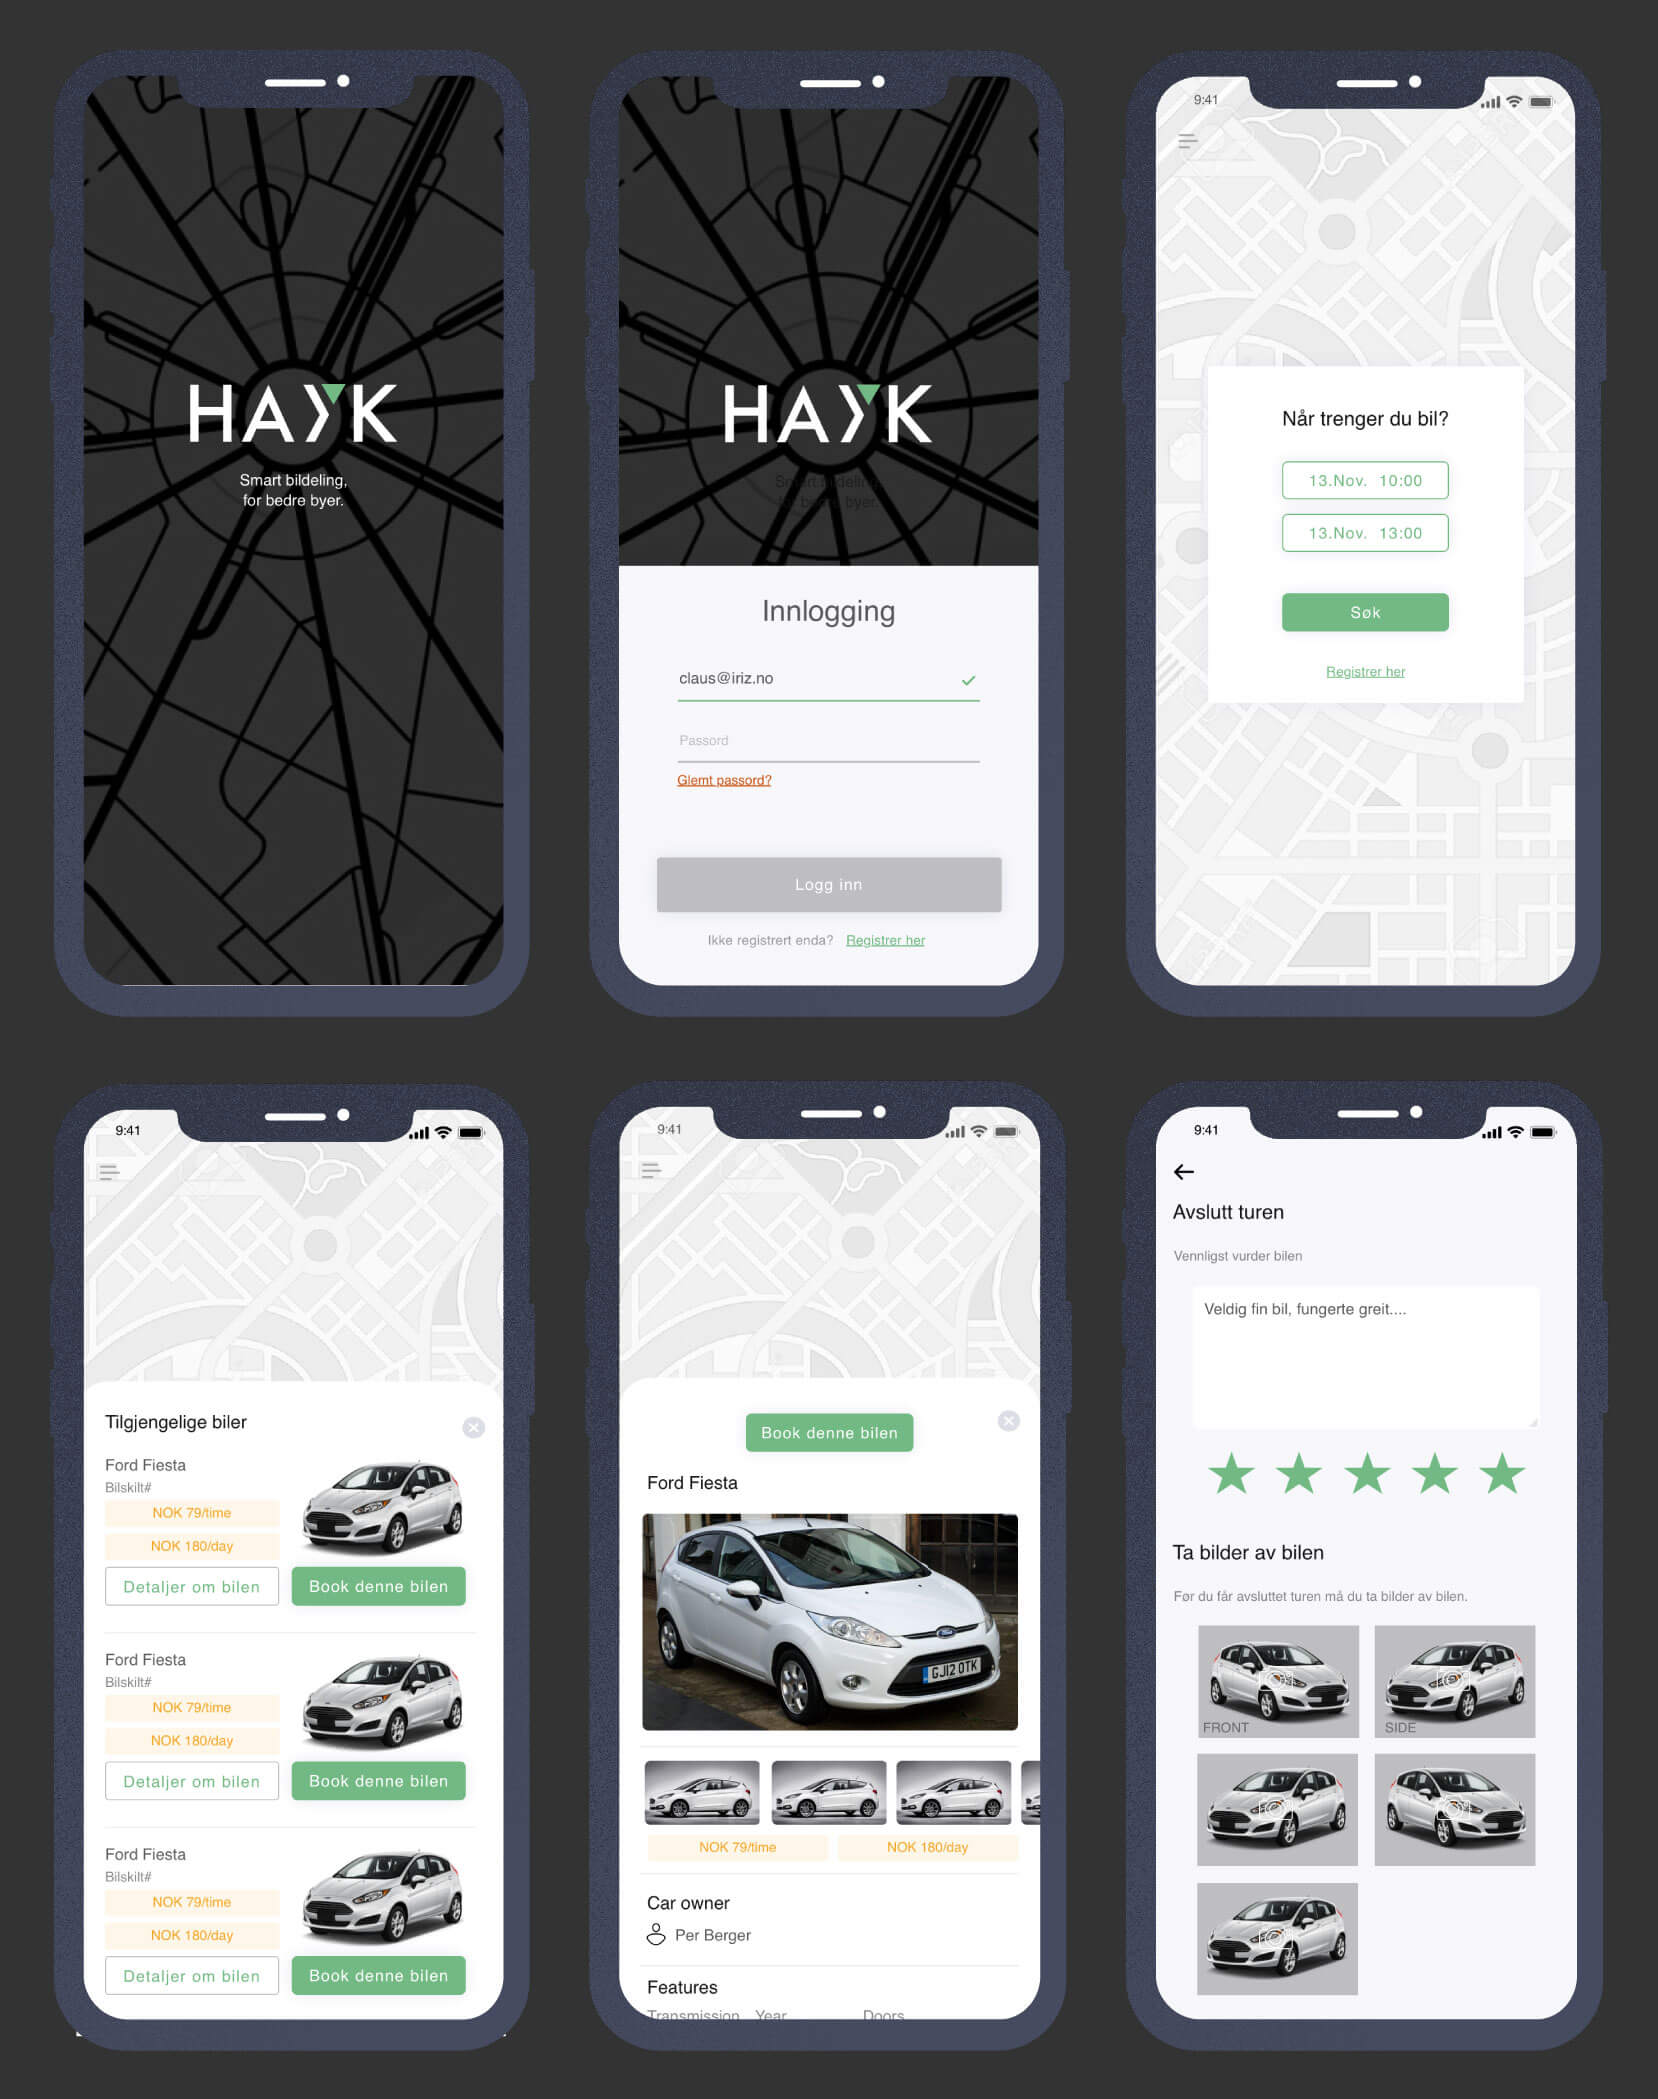 HAYK
Smart bildeling,
for bedre byer.
HAYK
Smart bildeling,
for bedre byer.
Innlogging
claus@iriz.no
Passord
Glemt passord?
Logg inn
Ikke registrert enda? Registrer her
9:41
Når trenger du bil?
13.Nov. 10:00
13.Nov. 13:00
Søk
Registrer her
9:41
Tilgjengelige biler
Ford Fiesta
Bilskilt#
NOK 79/time
NOK 180/day
Detaljer om bilen
Book denne bilen
Ford Fiesta
Bilskilt#
NOK 79/time
NOK 180/day
Detaljer om bilen
Book denne bilen
Ford Fiesta
Bilskilt#
NOK 79/time
NOK 180/day
Detaljer om bilen
Book denne bilen
9:41
Book denne bilen
Ford Fiesta
GJ12 OTK
NOK 79/time
NOK 180/day
Car owner
Per Berger
Features
Transmission Year Doors
9:41
Avslutt turen
Vennligst vurder bilen
Veldig fin bil, fungerte greit....
Ta bilder av bilen
Før du får avsluttet turen må du ta bilder av bilen.
FRONT
SIDE